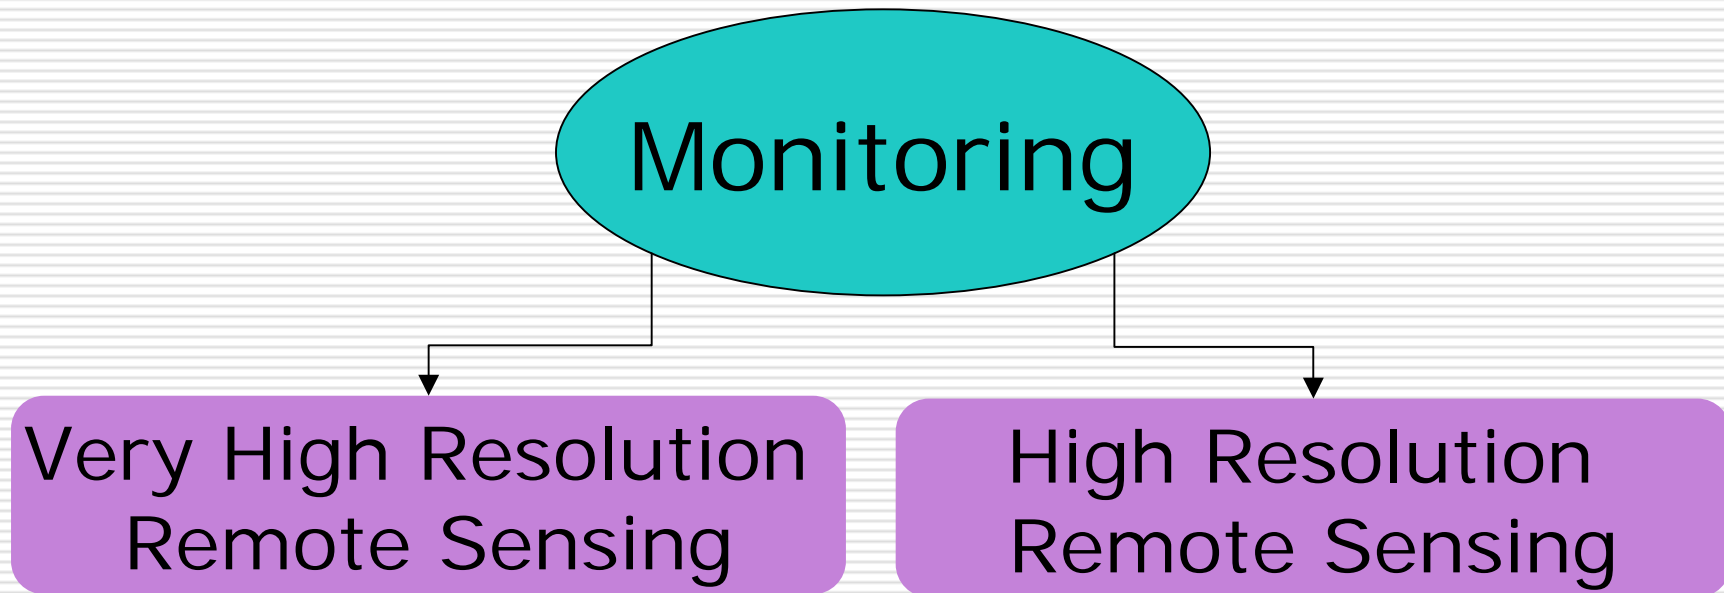 Monitoring
Very High Resolution
Remote Sensing
High Resolution
Remote Sensing